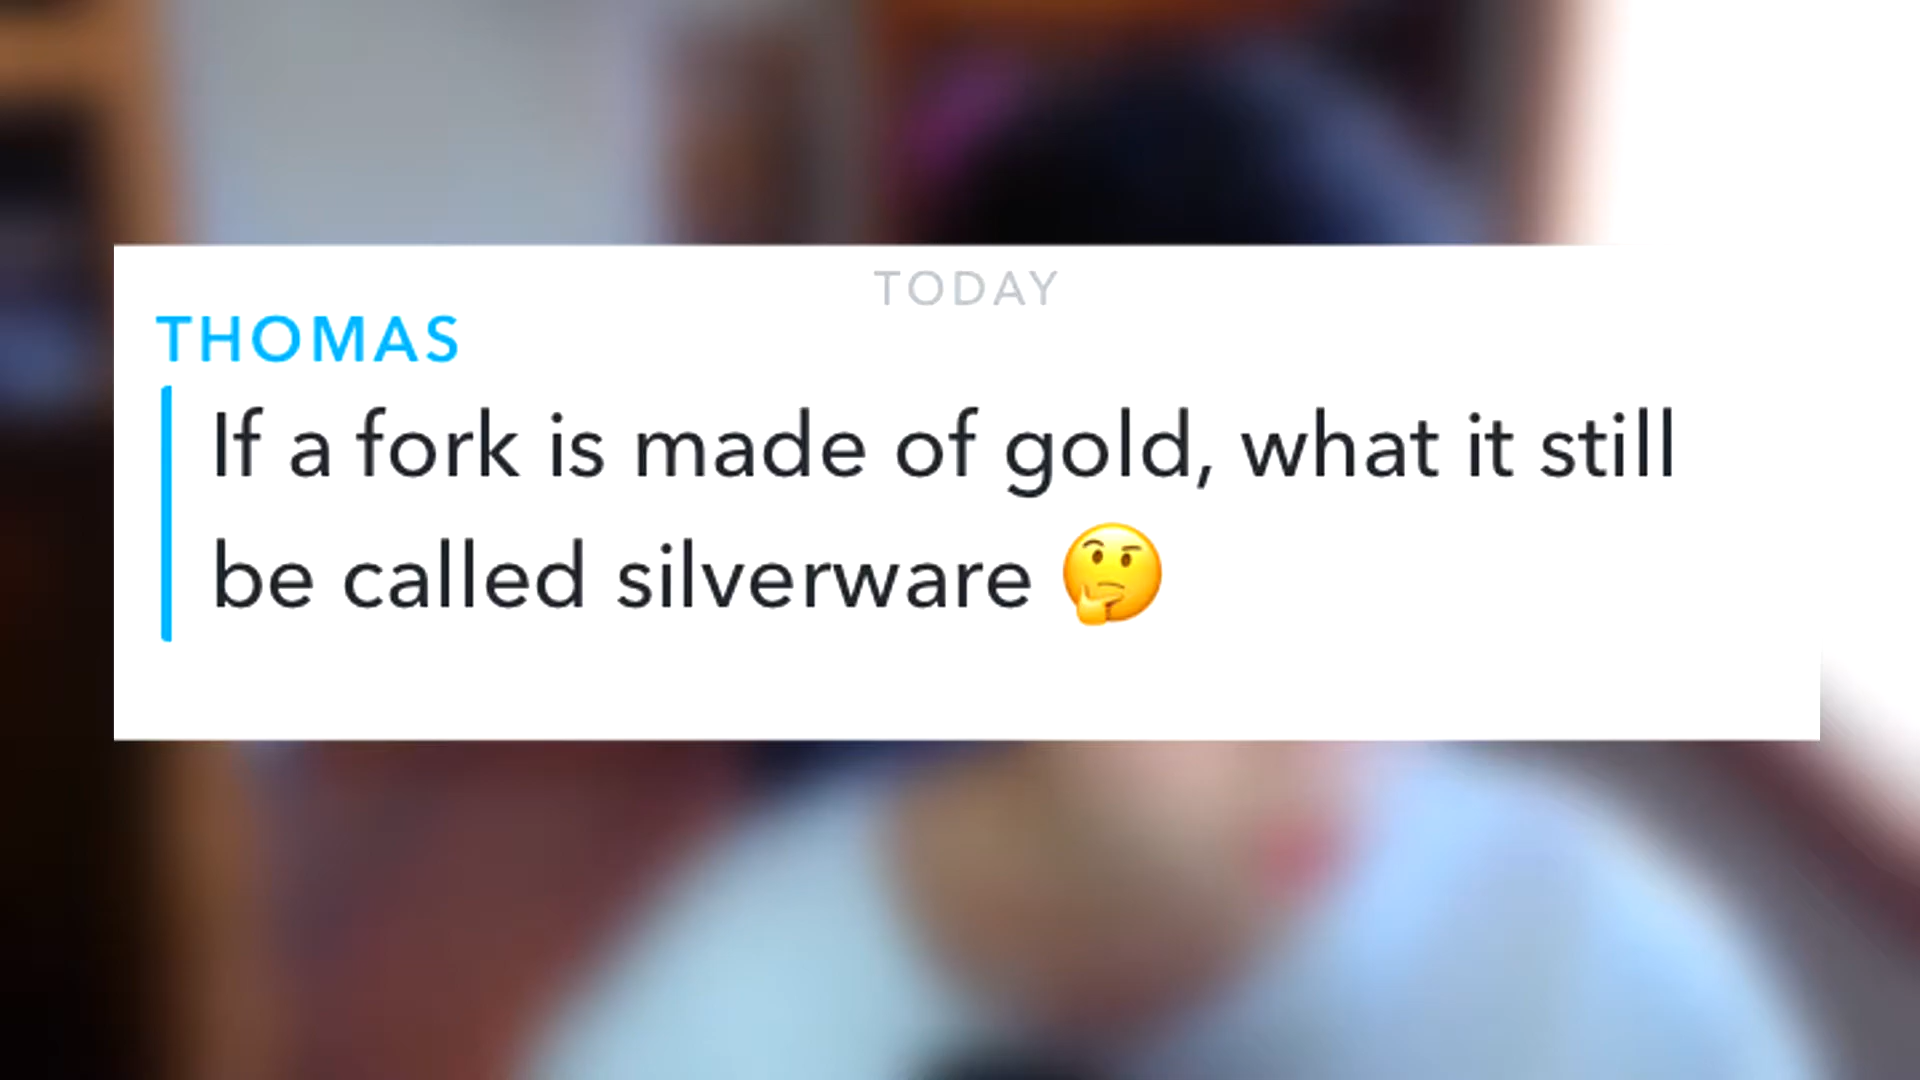 TODAY
THOMAS
If a fork is made of gold, what it still
be called silverware 🤔